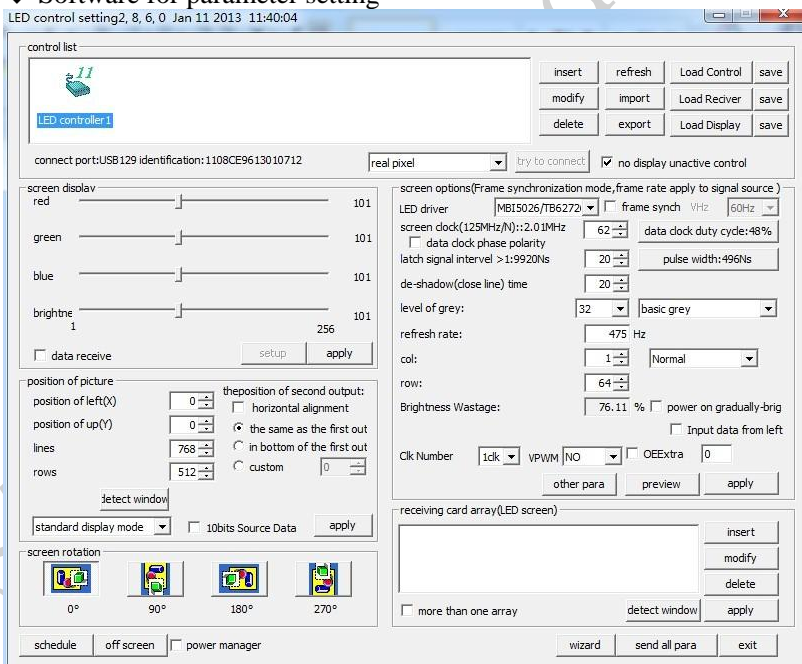 Software for parameter setting
LED control setting2, 8, 6, 0 Jan 11 2013 11:40:04
control list
11
LED controller1
insert refresh Load Control save
modify import Load Reciver save
delete export Load Display save
connect port:USB129 identification:1108CE9613010712 real pixel try to connect no display unactive control
screen display
red 101
green 101
blue 101
brightne 101
1 256
data receive setup apply
position of picture
position of left(X) 0
position of up(Y) 0
lines 768
rows 512
theposition of second output:
horizontal alignment
the same as the first out
in bottom of the first out
custom 0
detect window
standard display mode 10bits Source Data apply
screen rotation
0° 90° 180° 270°
screen options(Frame synchronization mode,frame rate apply to signal source )
LED driver MBI5026/TB6272 frame synch VHz 60Hz
screen clock(125MHz/N)::2.01MHz 62 data clock duty cycle:48%
data clock phase polarity
latch signal intervel >1:9920Ns 20 pulse width:496Ns
de-shadow(close line) time 20
level of grey: 32 basic grey
refresh rate: 475 Hz
col: 1 Normal
row: 64
Brightness Wastage: 76.11 % power on gradually-brig
Input data from left
Clk Number 1clk VPWM NO OEExtra 0
other para preview apply
receiving card array(LED screen)
insert
modify
delete
more than one array detect window apply
schedule off screen power manager wizard send all para exit